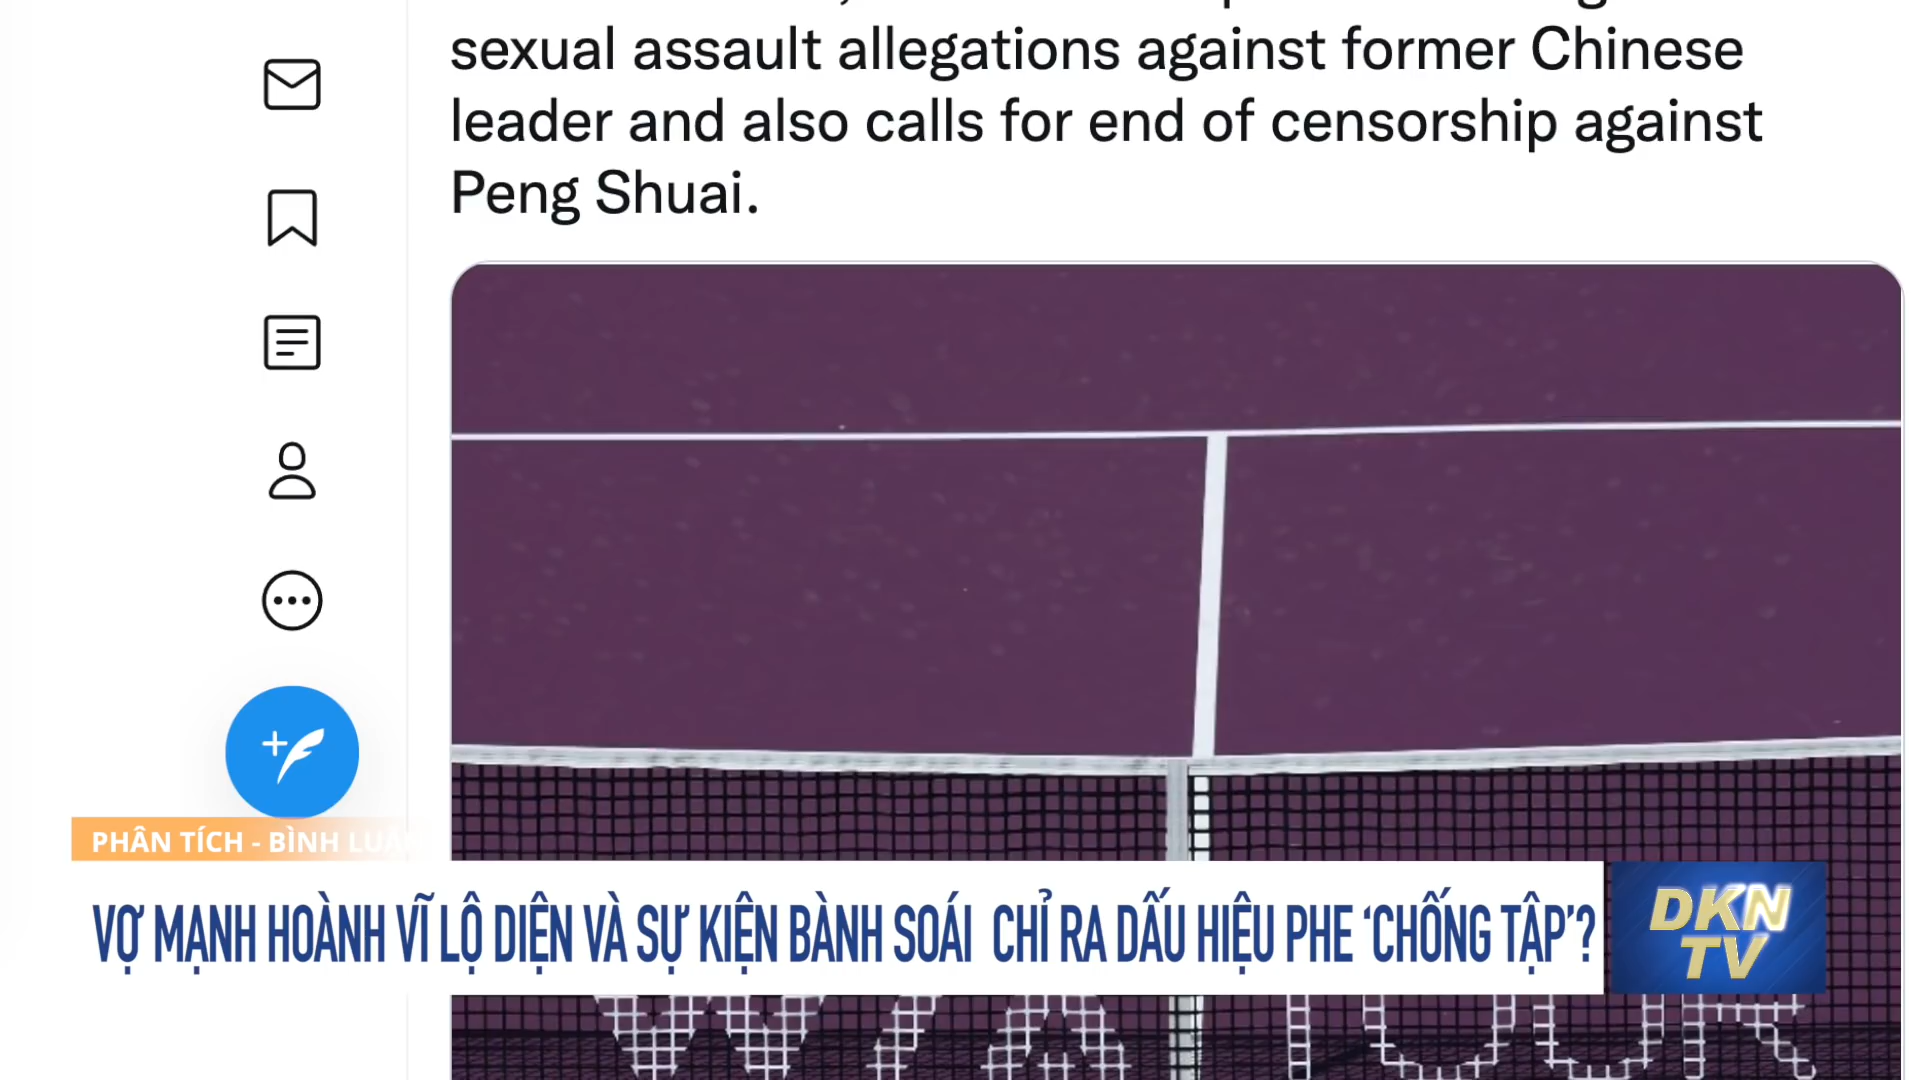 sexual assault allegations against former Chinese
leader and also calls for end of censorship against
Peng Shuai.
PHÂN TÍCH - BÌNH LUẬN
VỢ MẠNH HOÀNH VĨ LỘ DIỆN VÀ SỰ KIỆN BÀNH SOÁI CHỈ RA DẤU HIỆU PHE ‘CHỐNG TẬP’?
DKN
TV